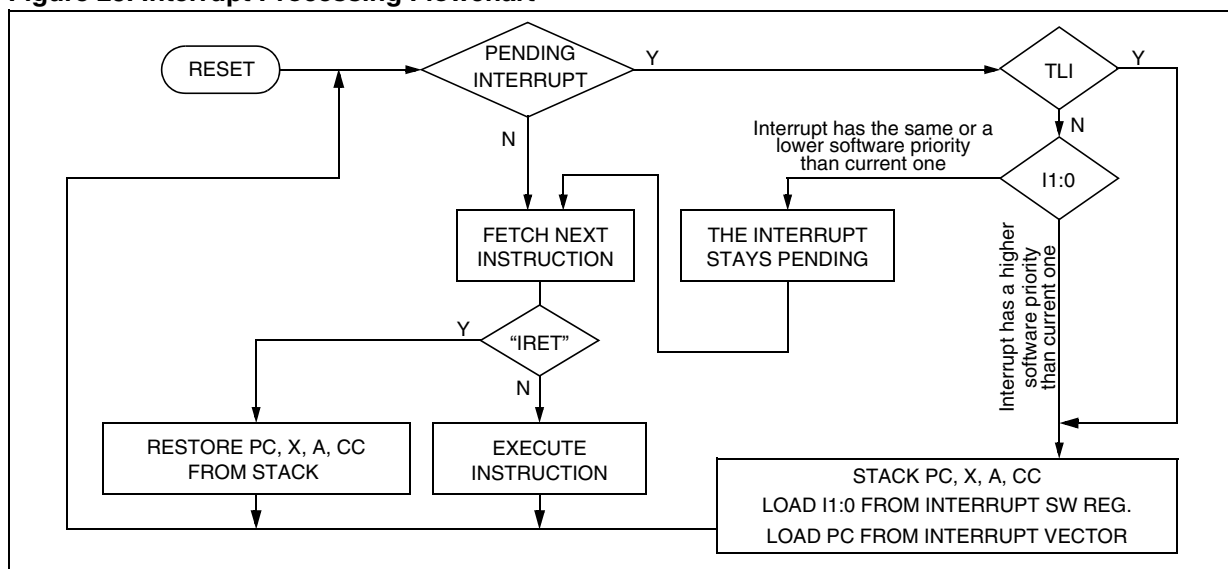 Interrupt Processing Flowchart
RESET
PENDING
INTERRUPT
Y
TLI
Y
N
N
Interrupt has the same or a
lower software priority
than current one
I1:0
FETCH NEXT
INSTRUCTION
THE INTERRUPT
STAYS PENDING
Interrupt has a higher
software priority
than current one
Y
“IRET”
N
RESTORE PC, X, A, CC
FROM STACK
EXECUTE
INSTRUCTION
STACK PC, X, A, CC
LOAD I1:0 FROM INTERRUPT SW REG.
LOAD PC FROM INTERRUPT VECTOR